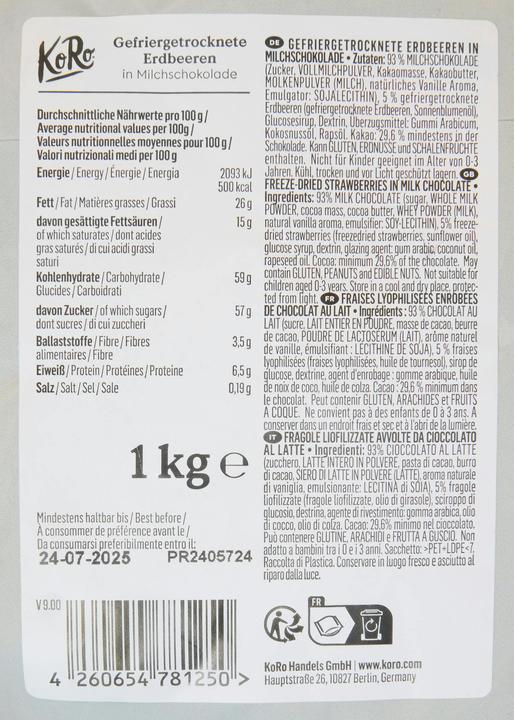 KoRo
Gefriergetrocknete
Erdbeeren
in Milchschokolade
Durchschnittliche Nährwerte pro 100 g /
Average nutritional values per 100g /
Valeurs nutritionnelles moyennes pour 100 g /
Valori nutrizionali medi per 100 g
Energie / Energy / Énergie / Energia 2093 kJ
500 kcal
Fett / Fat / Matières grasses / Grassi 26 g
davon gesättigte Fettsäuren / 15 g
of which saturates / dont acides
gras saturés / di cui acidi grassi
saturi
Kohlenhydrate / Carbohydrate / 59 g
Glucides / Carboidrati
davon Zucker / of which sugars / 57 g
dont sucres / di cui zuccheri
Ballaststoffe / Fibre / Fibres 3,5 g
alimentaires / Fibre
Eiweiß / Protein / Protéines / Proteine 6,5 g
Salz / Salt / Sel / Sale 0,19 g
1 kg e
Mindestens haltbar bis / Best before /
À consommer de préférence avant le /
Da consumarsi preferibilmente entro il:
24-07-2025 PR2405724
V 9.00
4 260654 781250 >
DE GEFRIERGETROCKNETE ERDBEEREN IN
MILCHSCHOKOLADE • Zutaten: 93 % MILCHSCHOKOLADE
(Zucker, VOLLMILCHPULVER, Kakaomasse, Kakaobutter,
MOLKENPULVER (MILCH), natürliches Vanille Aroma,
Emulgator: SOJALECITHIN), 5 % gefriergetrocknete
Erdbeeren (gefriergetrocknete Erdbeeren, Sonnenblumenöl),
Glucosesirup, Dextrin, Überzugsmittel: Gummi Arabicum,
Kokosnussöl, Rapsöl. Kakao: 29,6 % mindestens in der
Schokolade. Kann GLUTEN, ERDNÜSSE und SCHALENFRÜCHTE
enthalten. Nicht für Kinder geeignet im Alter von 0-3
Jahren. Kühl, trocken und vor Licht geschützt lagern. GB
FREEZE-DRIED STRAWBERRIES IN MILK CHOCOLATE •
Ingredients: 93% MILK CHOCOLATE (sugar, WHOLE MILK
POWDER, cocoa mass, cocoa butter, WHEY POWDER (MILK),
natural vanilla aroma, emulsifier: SOY-LECITHIN), 5% freeze-
dried strawberries (freezedried strawberries, sunflower oil),
glucose syrup, dextrin, glazing agent: gum arabic, coconut oil,
rapeseed oil. Cocoa: minimum 29,6% of the chocolate. May
contain GLUTEN, PEANUTS and EDIBLE NUTS. Not suitable for
children aged 0-3 years. Store in a cool and dry place, protec-
ted from light. FR FRAISES LYOPHILISÉES ENROBÉES
DE CHOCOLAT AU LAIT • Ingrédients : 93 % CHOCOLAT AU
LAIT (sucre, LAIT ENTIER EN POUDRE, masse de cacao, beurre
de cacao, POUDRE DE LACTOSÉRUM (LAIT), arôme naturel
de vanille, émulsifiant : LÉCITHINE DE SOJA), 5 % fraises
lyophilisées (fraises lyophilisées, huile de tournesol), sirop de
glucose, dextrine, agent d'enrobage : gomme arabique, huile
de noix de coco, huile de colza. Cacao : 29,6 % minimum dans
le chocolat. Peut contenir GLUTEN, ARACHIDES et FRUITS
À COQUE. Ne convient pas à des enfants de 0 à 3 ans. À
conserver dans un endroit frais et sec et à l'abri de la lumière.
IT FRAGOLE LIOFILIZZATE AVVOLTE DA CIOCCOLATO
AL LATTE • Ingredienti: 93% CIOCCOLATO AL LATTE
(zucchero, LATTE INTERO IN POLVERE, pasta di cacao, burro
di cacao, SIERO DI LATTE IN POLVERE (LATTE), aroma naturale
di vaniglia, emulsionante: LECITINA di SOIA), 5% fragole
liofilizzate (fragole liofilizzate, olio di girasole), sciroppo di
glucosio, destrina, agente di rivestimento: gomma arabica, olio
di cocco, olio di colza. Cacao: 29,6% minimo nel cioccolato.
Può contenere GLUTINE, ARACHIDI e FRUTTA A GUSCIO. Non
adatto a bambini tra i 0 e i 3 anni. Sacchetto: >PET+LDPE<7.
Raccolta di Plastica. Conservare in luogo fresco e asciutto al
riparo dalla luce.
FR
KoRo Handels GmbH | www.koro.com
Hauptstraße 26, 10827 Berlin, Germany